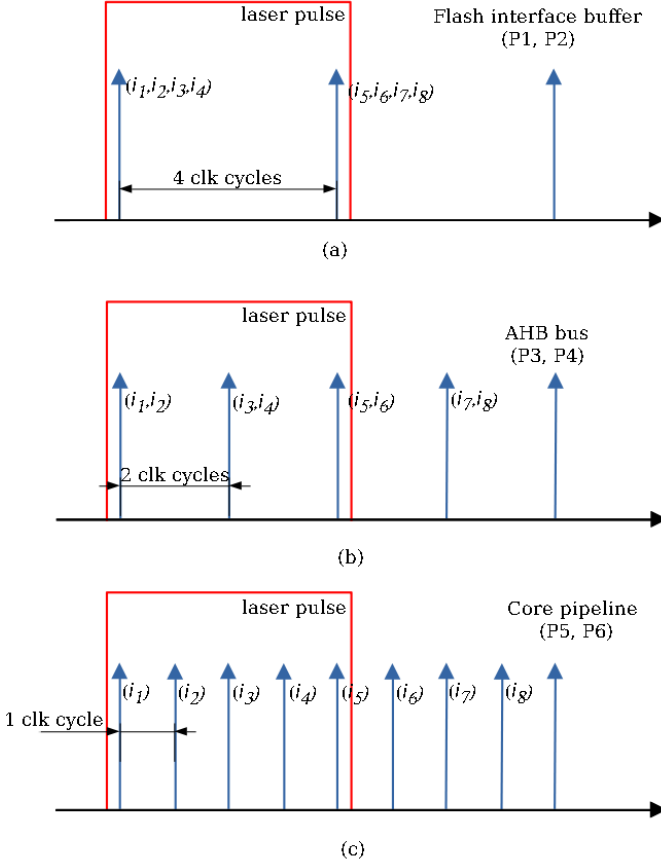 laser pulse
Flash interface buffer
(P1, P2)
(i1,i2,i3,i4)
(i5,i6,i7,i8)
4 clk cycles
(a)
laser pulse
AHB bus
(P3, P4)
(i1,i2)
(i3,i4)
(i5,i6)
(i7,i8)
2 clk cycles
(b)
laser pulse
Core pipeline
(P5, P6)
(i1)
(i2)
(i3)
(i4)
(i5)
(i6)
(i7)
(i8)
1 clk cycle
(c)